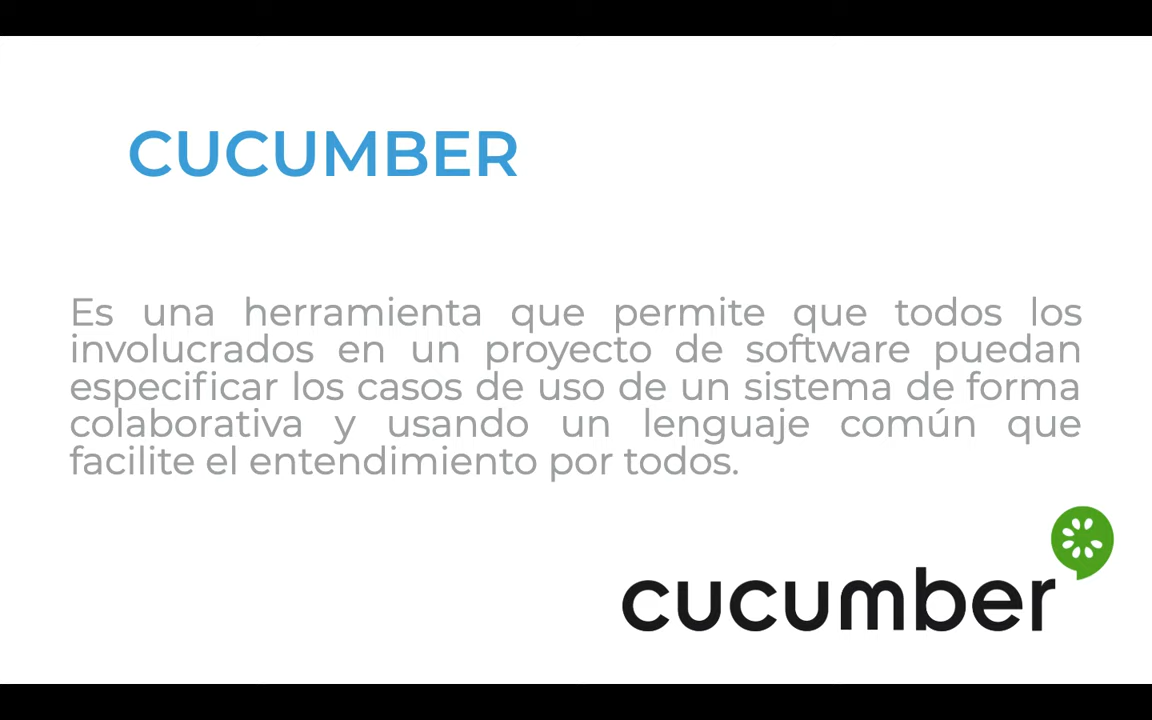 CUCUMBER
Es una herramienta que permite que todos los
involucrados en un proyecto de software puedan
especificar los casos de uso de un sistema de forma
colaborativa y usando un lenguaje común que
facilite el entendimiento por todos.
cucumber